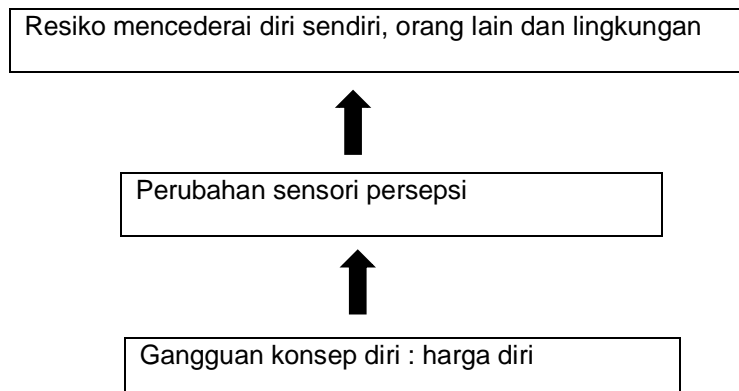 Resiko mencederai diri sendiri, orang lain dan lingkungan
Perubahan sensori persepsi
Gangguan konsep diri : harga diri